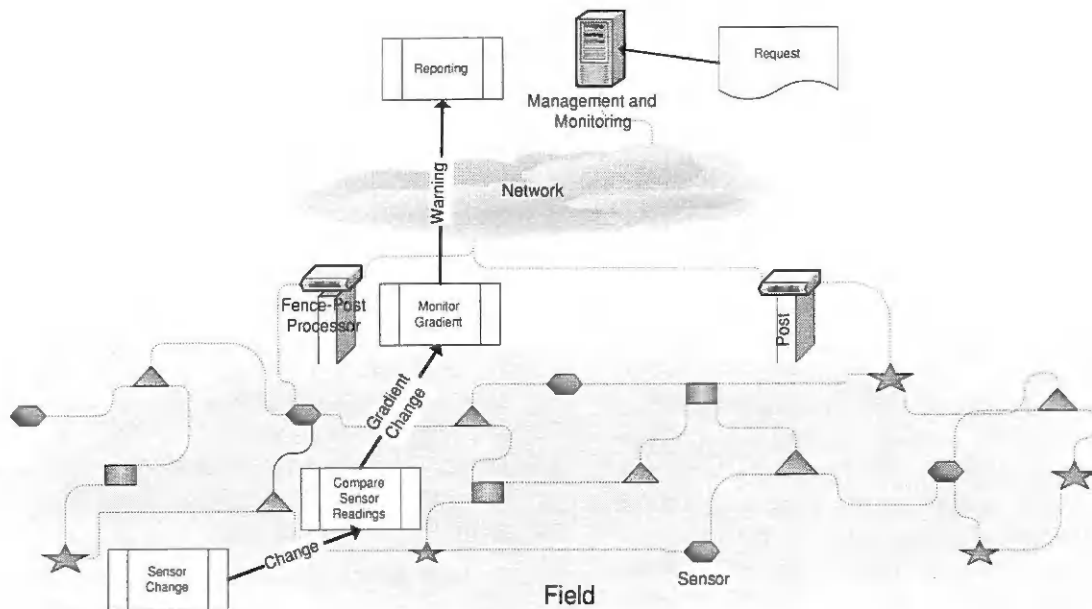 Reporting
Request
Management and
Monitoring
Network
Warning
Fence-Post
Processor
Monitor
Gradient
Post
Gradient
Change
Compare
Sensor
Readings
Change
Sensor
Change
Sensor
Field